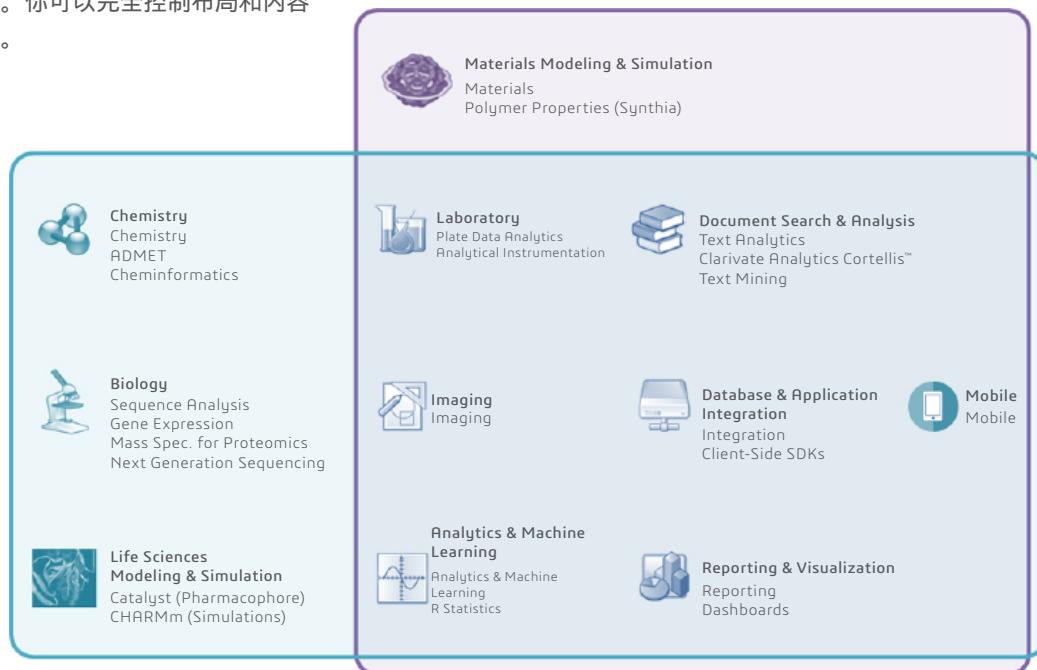 。你可以完全控制布局和内容
。
Materials Modeling & Simulation
Materials
Polymer Properties (Synthia)
Chemistry
Chemistry
ADMET
Cheminformatics
Laboratory
Plate Data Analytics
Analytical Instrumentation
Document Search & Analysis
Text Analytics
Clarivate Analytics Cortellis™
Text Mining
Biology
Sequence Analysis
Gene Expression
Mass Spec. for Proteomics
Next Generation Sequencing
Imaging
Imaging
Database & Application
Integration
Integration
Client-Side SDKs
Mobile
Mobile
Life Sciences
Modeling & Simulation
Catalyst (Pharmacophore)
CHARMm (Simulations)
Analytics & Machine
Learning
Analytics & Machine
Learning
R Statistics
Reporting & Visualization
Reporting
Dashboards